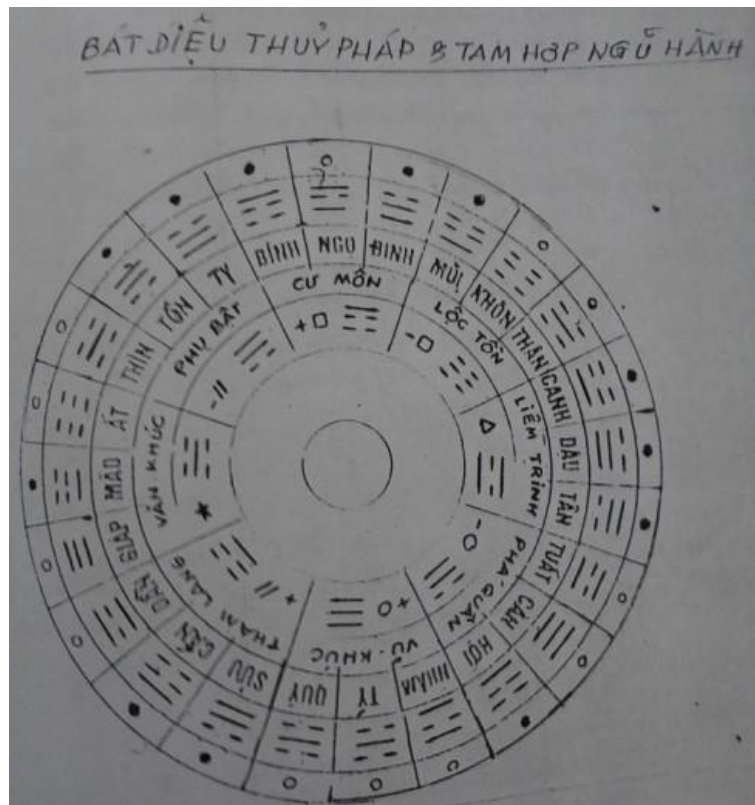 BÁT DIỆU THUỶ PHÁP & TAM HỢP NGŨ HÀNH
BÍNH
NGỌ
ĐINH
MÙI
KHÔN
THÂN
CANH
DẬU
TÂN
TUẤT
CÀN
HỢI
NHÂM
TÝ
QUÝ
SỬU
CẤN
DẦN
GIÁP
MÃO
ẤT
THÌN
TỐN
TỴ
CỰ MÔN
LỘC TỒN
LIÊM TRINH
PHÁ QUÂN
VŨ-KHÚC
THAM LANG
VĂN KHÚC
PHỤ BẬT